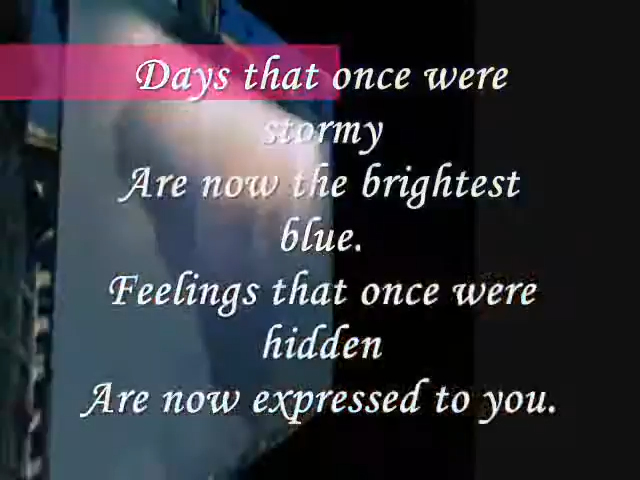 Days that once were
stormy
Are now the brightest
blue.
Feelings that once were
hidden
Are now expressed to you.